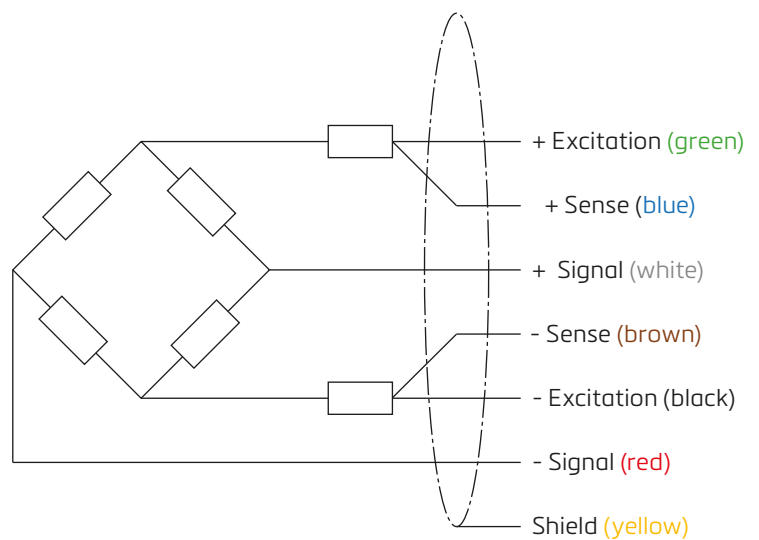 + Excitation (green)
+ Sense (blue)
+ Signal (white)
- Sense (brown)
- Excitation (black)
- Signal (red)
Shield (yellow)